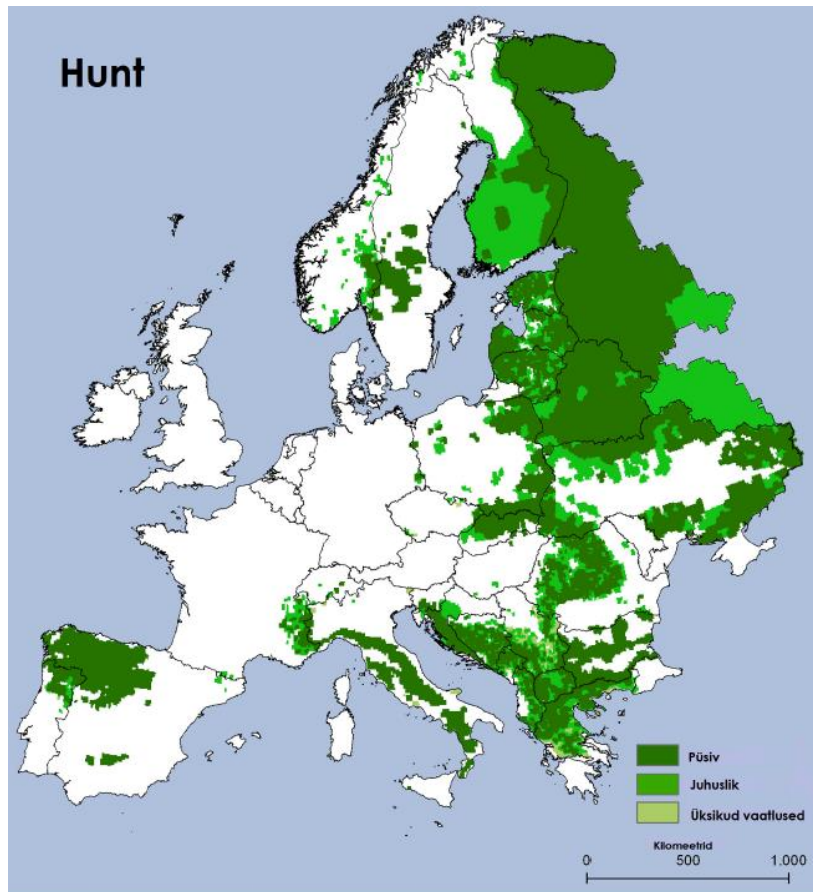 Hunt
Püsiv
Juhuslik
Üksikud vaatlused
Kilomeetrid
0 500 1.000